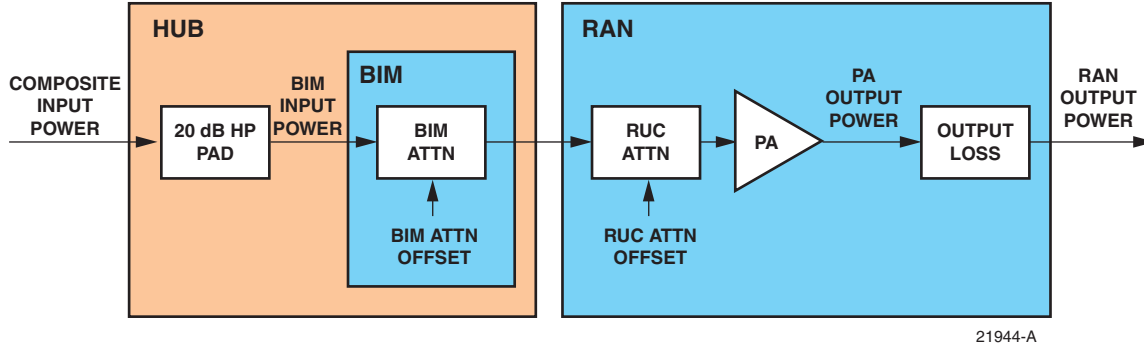 HUB
RAN
BIM
COMPOSITE
INPUT
POWER
BIM
INPUT
POWER
PA
OUTPUT
POWER
RAN
OUTPUT
POWER
20 dB HP
PAD
BIM
ATTN
RUC
ATTN
PA
OUTPUT
LOSS
BIM ATTN
OFFSET
RUC ATTN
OFFSET
21944-A